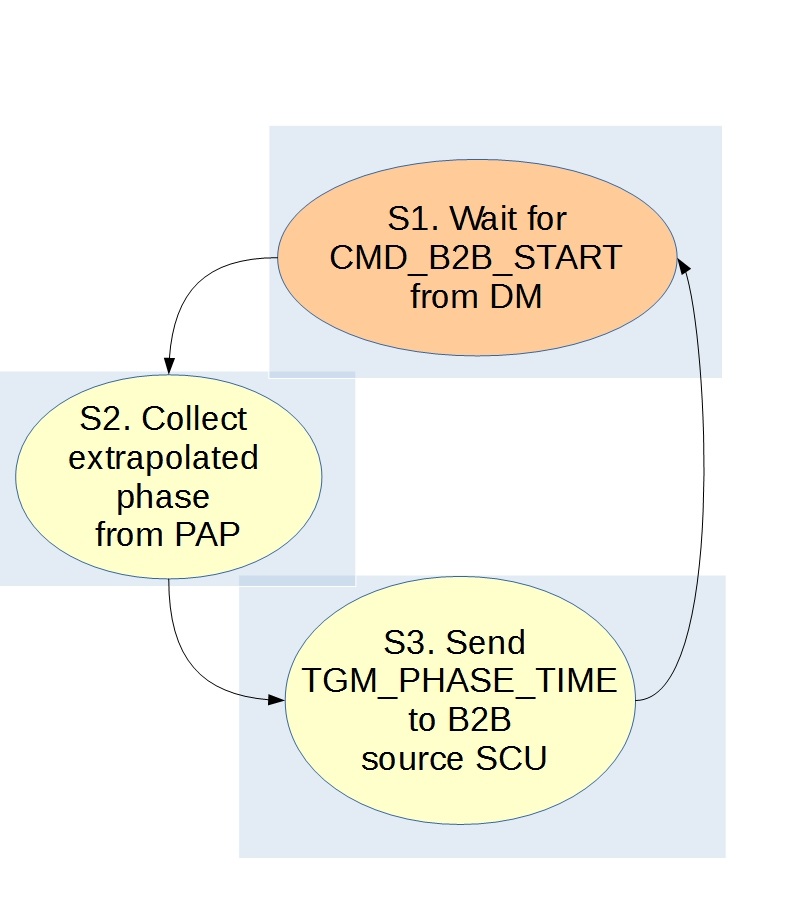 S1. Wait for
CMD_B2B_START
from DM
S2. Collect
extrapolated
phase
from PAP
S3. Send
TGM_PHASE_TIME
to B2B
source SCU